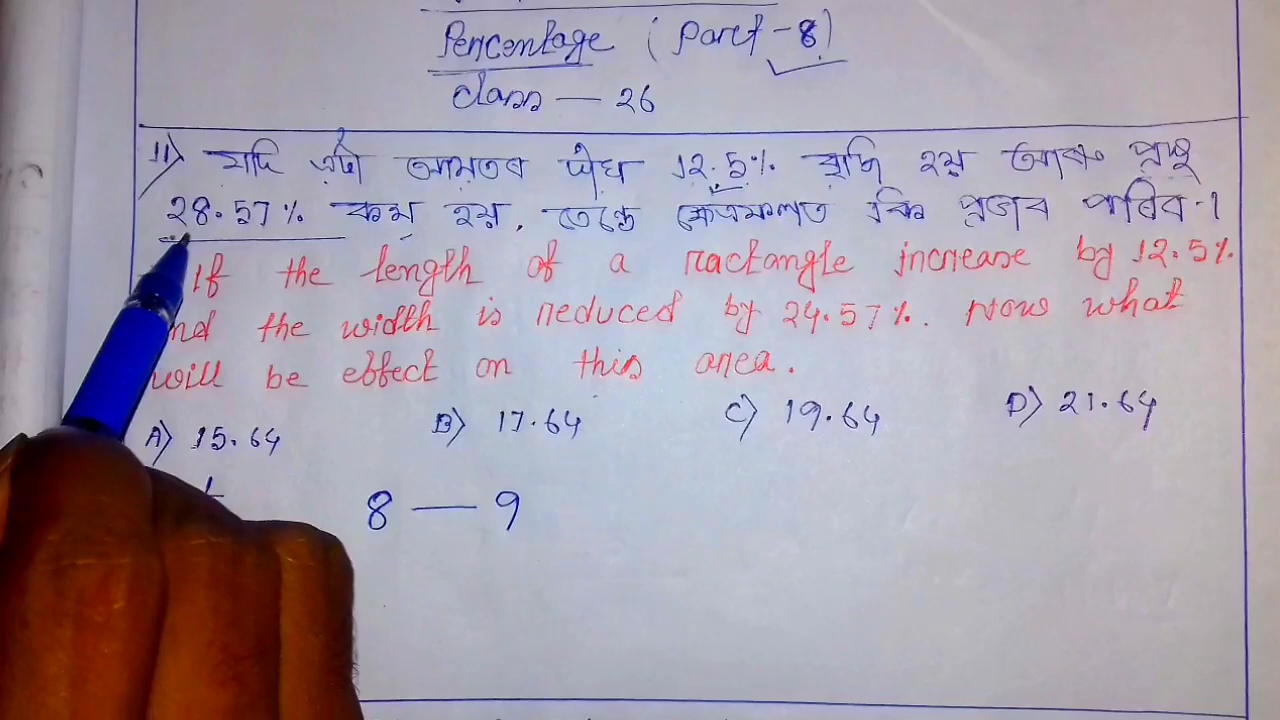 Percentage (Part-8)
Class — 26
11) যদি এটা আয়তৰ দৈৰ্ঘ্য 12.5% বৃদ্ধি হয় আৰু প্ৰস্থ
28.57% কম হয়, তেন্তে ক্ষেত্ৰফলত কি প্ৰভাৱ পৰিব।
If the length of a ractangle increase by 12.5%
nd the width is reduced by 24.57%. Now what
will be effect on this area.
A) 15.64 B) 17.64 C) 19.64 D) 21.64
L 8 — 9